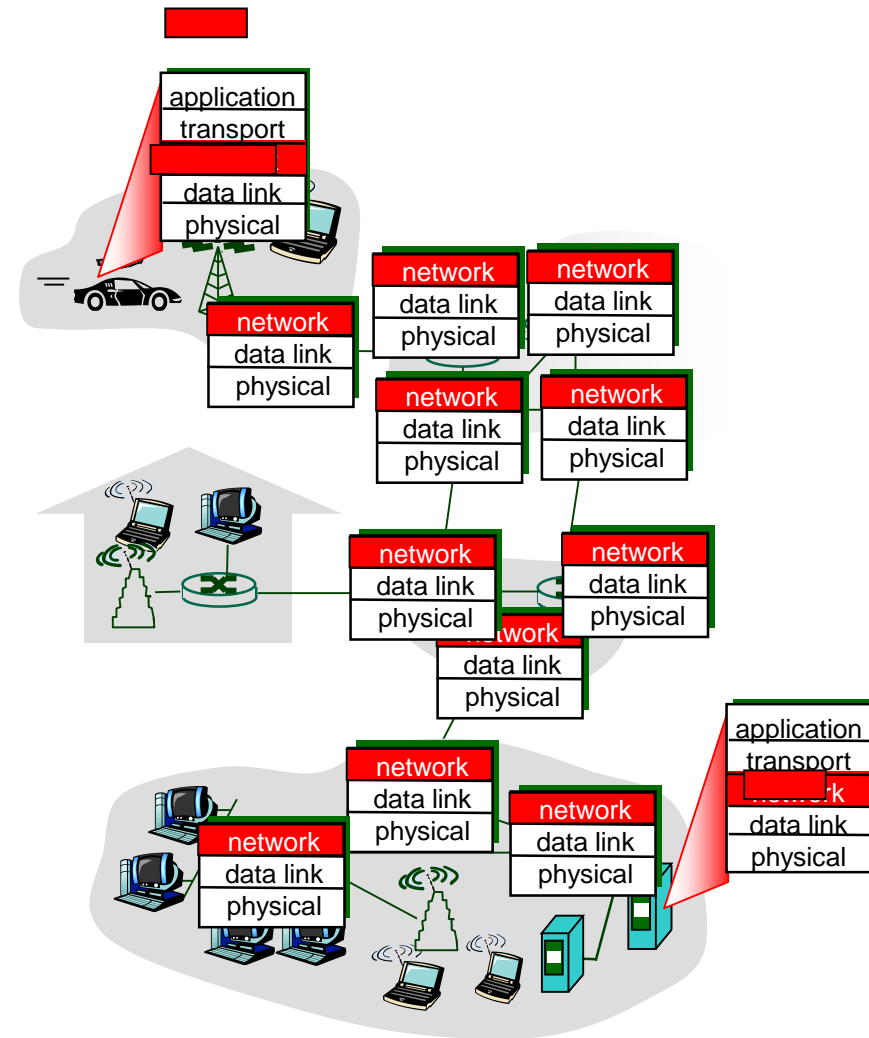 application
transport
data link
physical
network
data link
physical
network
data link
physical
network
data link
physical
network
data link
physical
network
data link
physical
network
data link
physical
network
data link
physical
network
data link
physical
application
transport
data link
physical
network
data link
physical
network
data link
physical
network
data link
physical